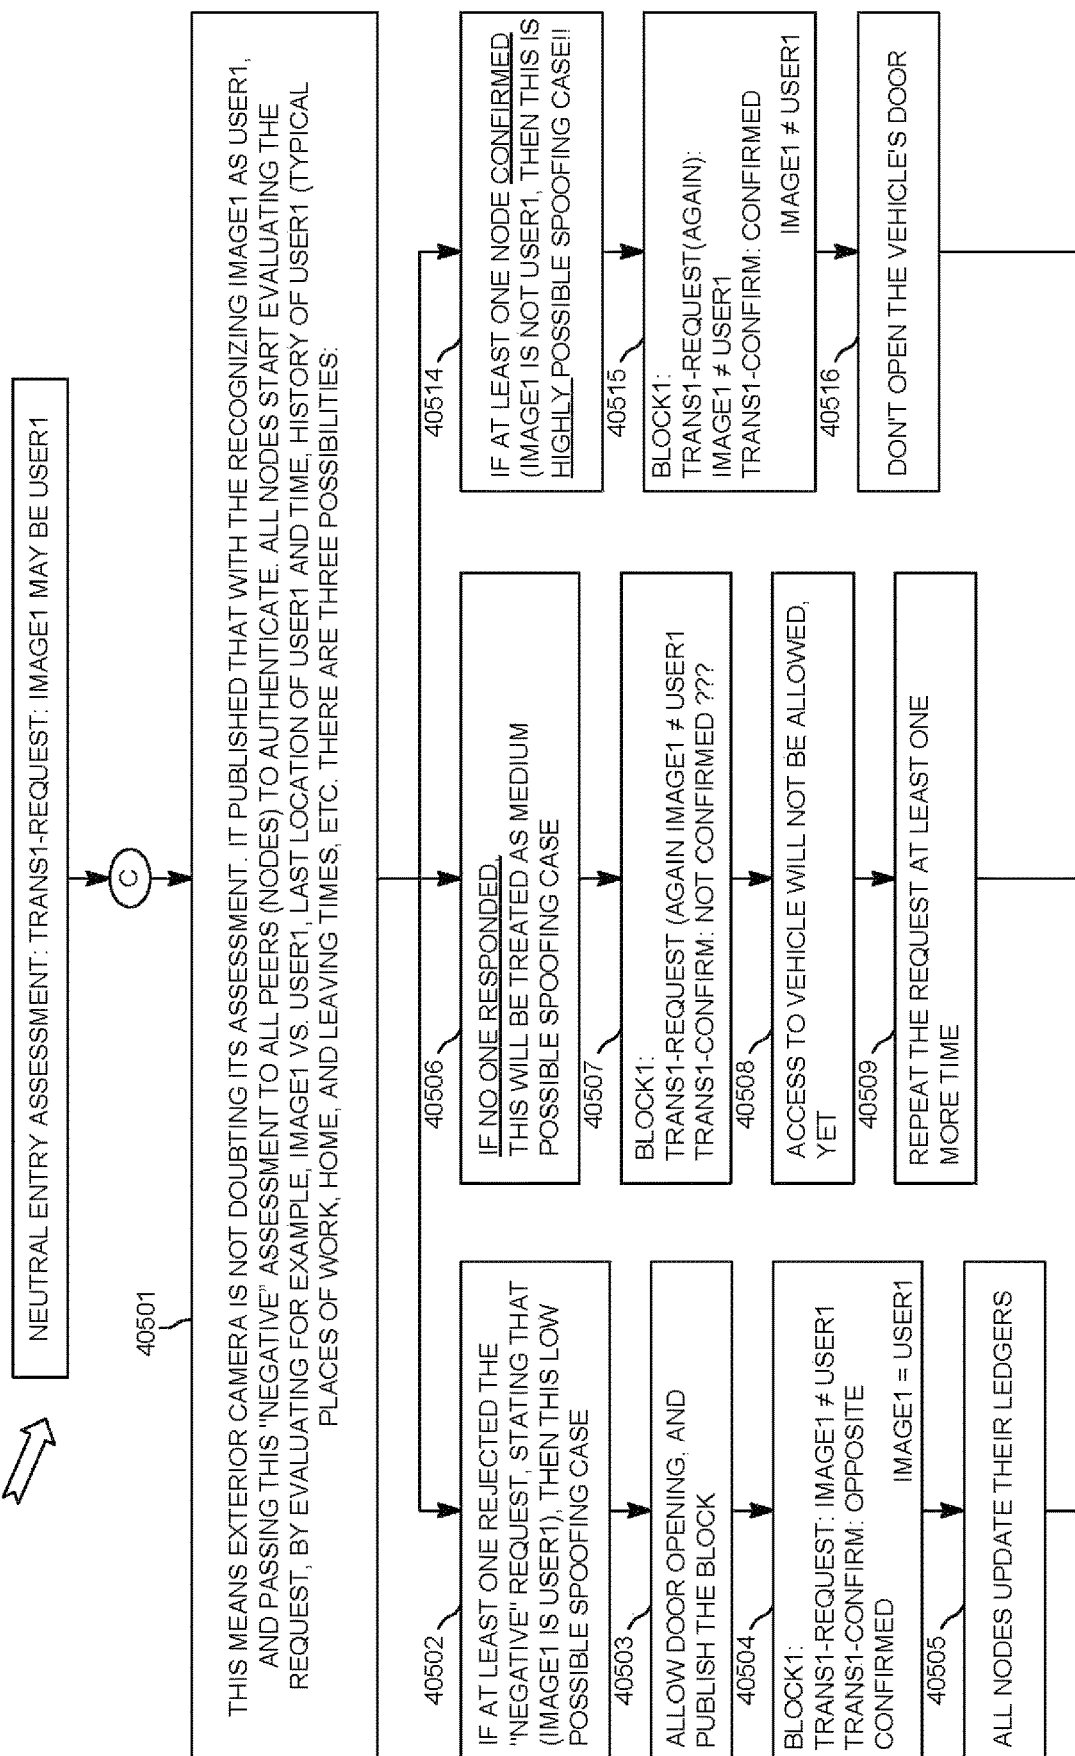 NEUTRAL ENTRY ASSESSMENT: TRANS1-REQUEST: IMAGE1 MAY BE USER1
C
40501
THIS MEANS EXTERIOR CAMERA IS NOT DOUBTING ITS ASSESSMENT. IT PUBLISHED THAT WITH THE RECOGNIZING IMAGE1 AS USER1,
AND PASSING THIS "NEGATIVE" ASSESSMENT TO ALL PEERS (NODES) TO AUTHENTICATE. ALL NODES START EVALUATING THE
REQUEST, BY EVALUATING FOR EXAMPLE, IMAGE1 VS. USER1, LAST LOCATION OF USER1 AND TIME, HISTORY OF USER1 (TYPICAL
PLACES OF WORK, HOME, AND LEAVING TIMES, ETC. THERE ARE THREE POSSIBILITIES:
40502
IF AT LEAST ONE REJECTED THE
"NEGATIVE" REQUEST, STATING THAT
(IMAGE1 IS USER1), THEN THIS LOW
POSSIBLE SPOOFING CASE
40503
ALLOW DOOR OPENING, AND
PUBLISH THE BLOCK
40504
BLOCK1:
TRANS1-REQUEST: IMAGE1 ≠ USER1
TRANS1-CONFIRM: OPPOSITE
CONFIRMED
IMAGE1 = USER1
40505
ALL NODES UPDATE THEIR LEDGERS
40506
IF NO ONE RESPONDED,
THIS WILL BE TREATED AS MEDIUM
POSSIBLE SPOOFING CASE
40507
BLOCK1:
TRANS1-REQUEST (AGAIN IMAGE1 ≠ USER1
TRANS1-CONFIRM: NOT CONFIRMED ???
40508
ACCESS TO VEHICLE WILL NOT BE ALLOWED,
YET
40509
REPEAT THE REQUEST AT LEAST ONE
MORE TIME
40514
IF AT LEAST ONE NODE CONFIRMED
(IMAGE1 IS NOT USER1, THEN THIS IS
HIGHLY POSSIBLE SPOOFING CASE!!
40515
BLOCK1:
TRANS1-REQUEST(AGAIN):
IMAGE1 ≠ USER1
TRANS1-CONFIRM: CONFIRMED
IMAGE1 ≠ USER1
40516
DON'T OPEN THE VEHICLE'S DOOR